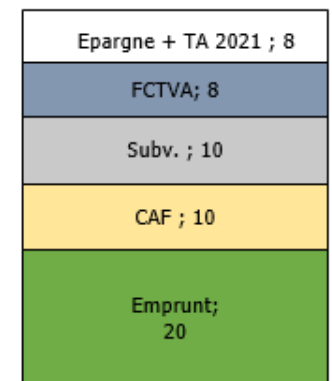 Epargne + TA 2021 ; 8
FCTVA; 8
Subv. ; 10
CAF ; 10
Emprunt;
20